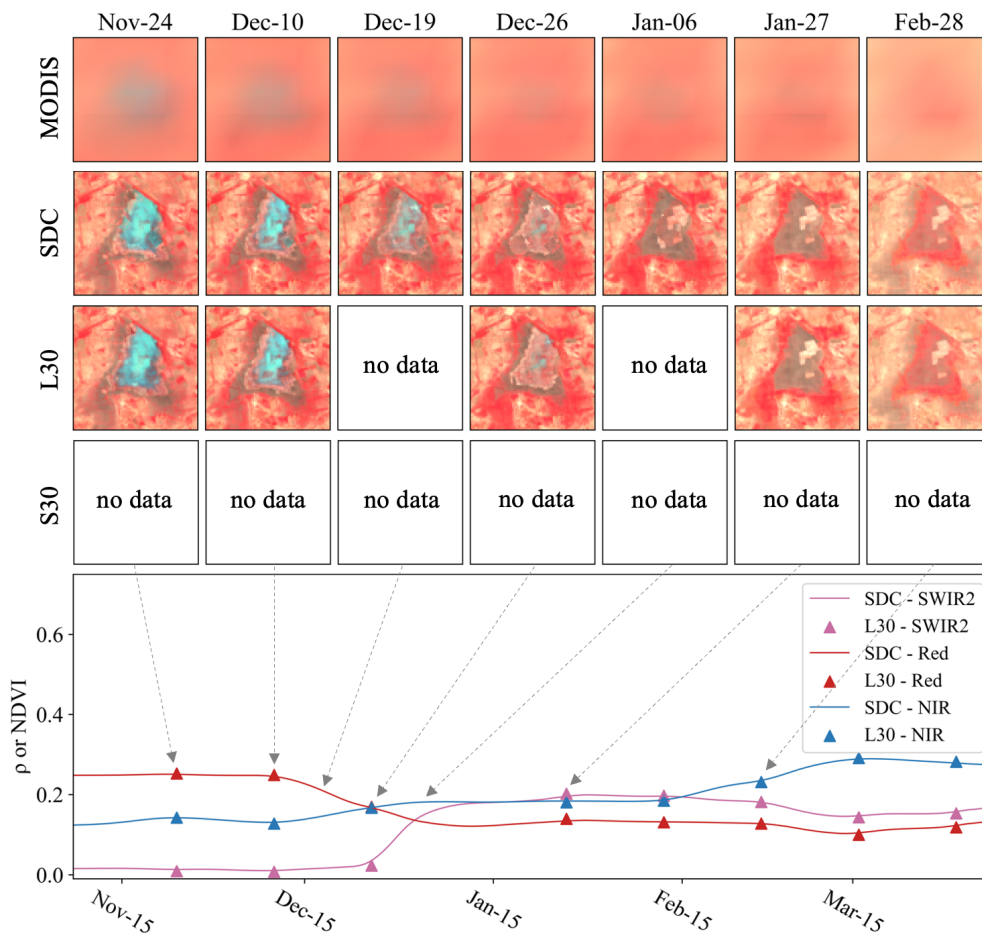 Nov-24 Dec-10 Dec-19 Dec-26 Jan-06 Jan-27 Feb-28
MODIS
SDC
L30
no data no data
S30
no data no data no data no data no data no data no data
ρ or NDVI
0.6
0.4
0.2
0.0
SDC - SWIR2
L30 - SWIR2
SDC - Red
L30 - Red
SDC - NIR
L30 - NIR
Nov-15 Dec-15 Jan-15 Feb-15 Mar-15